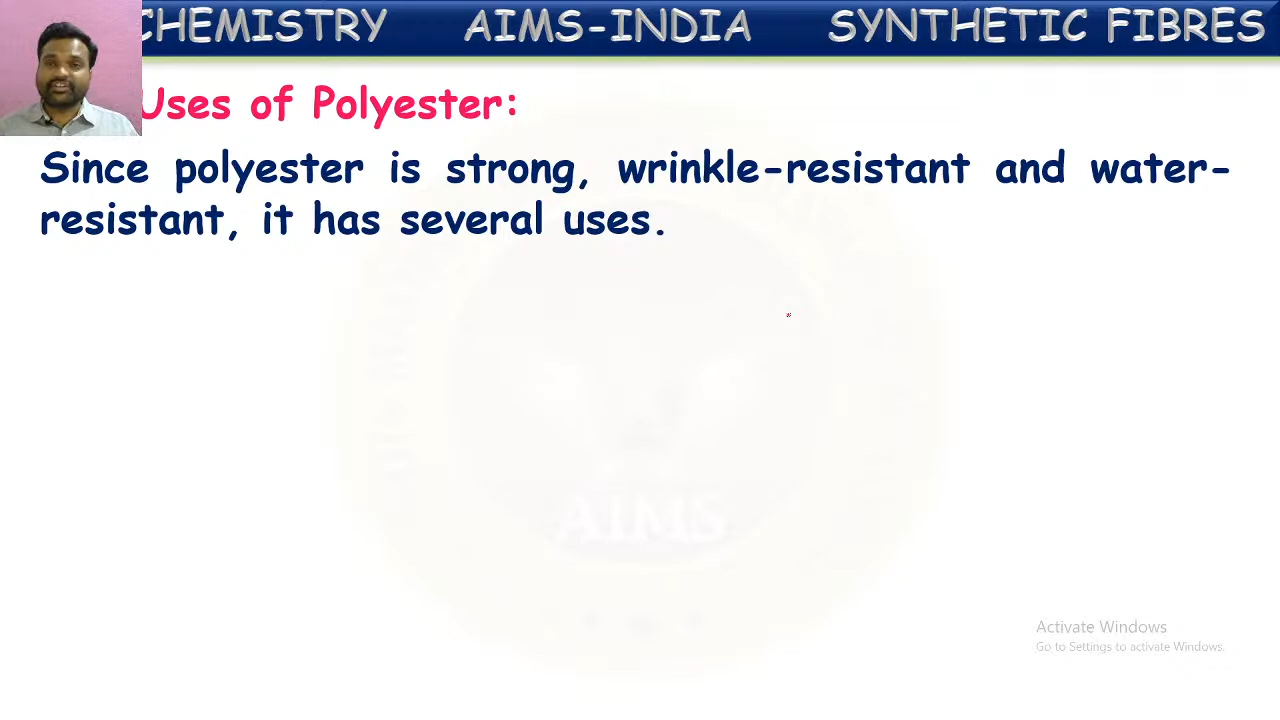 CHEMISTRY AIMS-INDIA SYNTHETIC FIBRES
Uses of Polyester:
Since polyester is strong, wrinkle-resistant and water-
resistant, it has several uses.
AIMS
Activate Windows
Go to Settings to activate Windows.